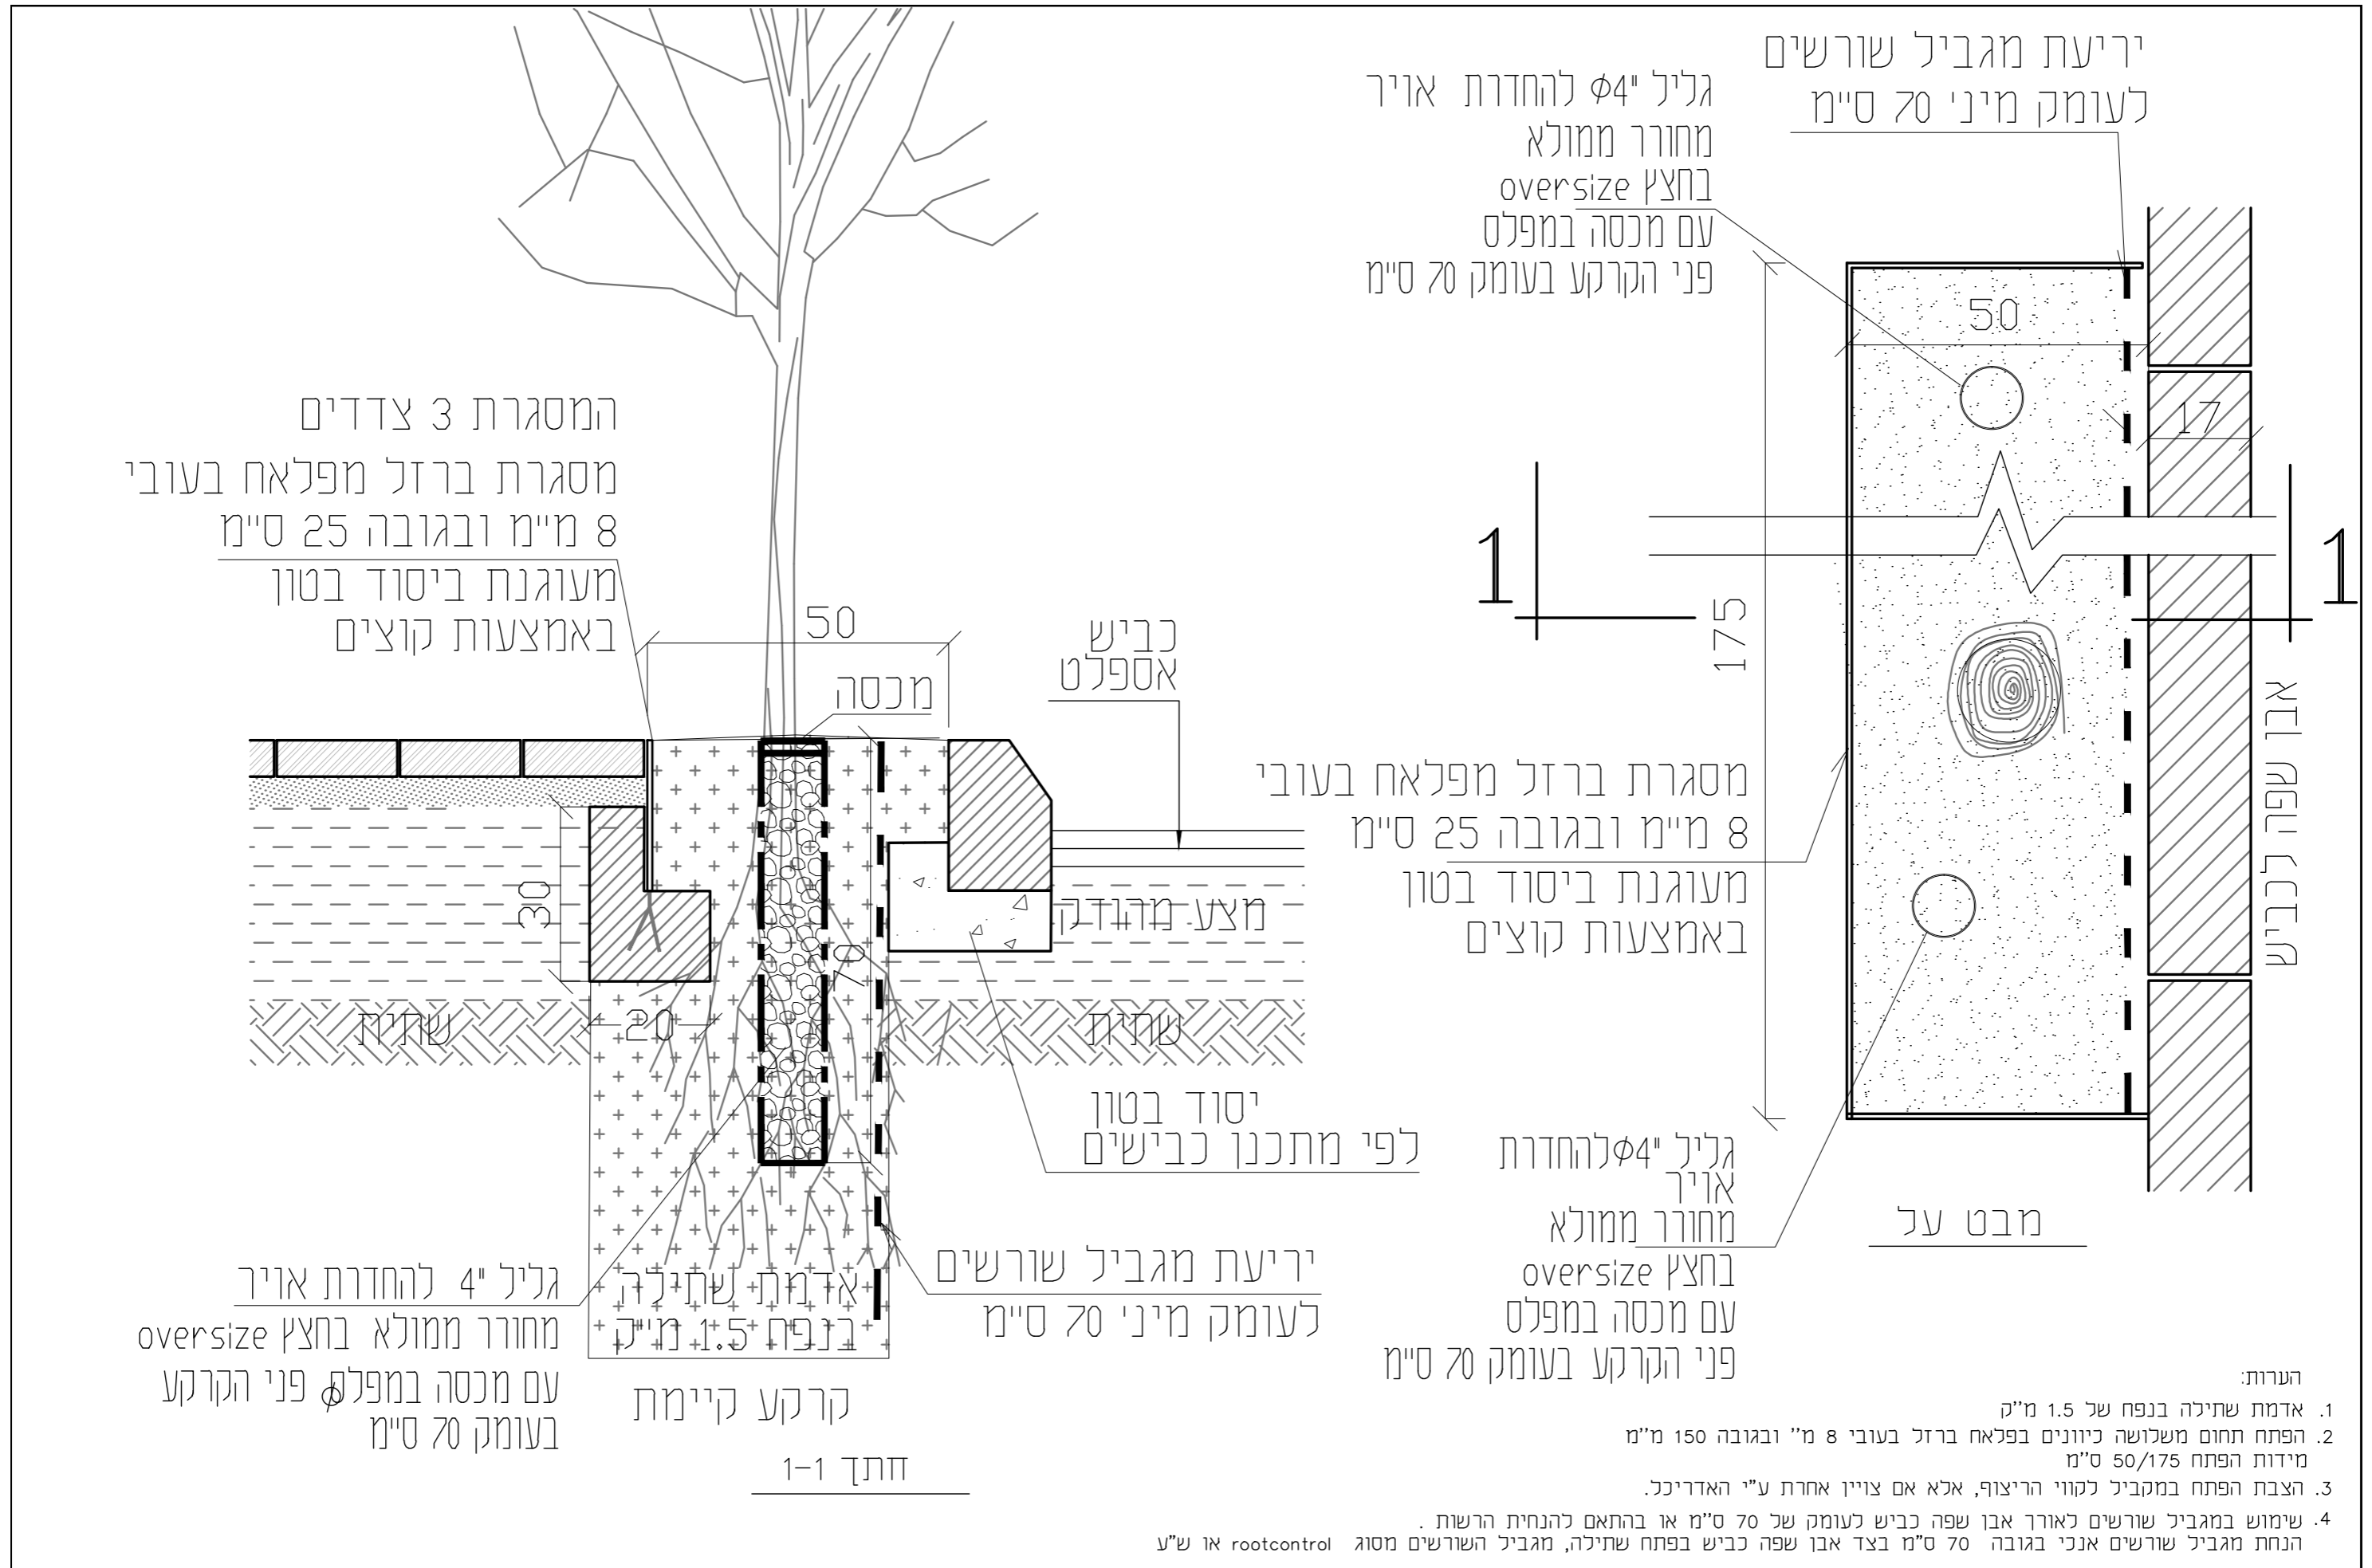 יריעת מגביל שורשים
לעומק מיני' 70 ס"מ
גליל "4ϕ להחדרת אויר
מחורר ממולא
בחצץ oversize
עם מכסה במפלס
פני הקרקע בעומק 70 ס"מ
50
17
1
1
175
אבן שפה לכביש
מסגרת ברזל מפלאח בעובי
8 מ"מ ובגובה 25 ס"מ
מעוגנת ביסוד בטון
באמצעות קוצים
גליל "4ϕלהחדרת
אויר
מחורר ממולא
בחצץ oversize
עם מכסה במפלס
פני הקרקע בעומק 70 ס"מ
מבט על
המסגרת 3 צדדים
מסגרת ברזל מפלאח בעובי
8 מ"מ ובגובה 25 ס"מ
מעוגנת ביסוד בטון
באמצעות קוצים
50
מכסה
כביש
אספלט
30
70
20
מצע מהודק
שתית
שתית
יסוד בטון
לפי מתכנן כבישים
יריעת מגביל שורשים
לעומק מיני' 70 ס"מ
אדמת שתילה
בנפח 1.5 מ"ק
גליל "4 להחדרת אויר
מחורר ממולא בחצץ oversize
עם מכסה במפלס פני הקרקע
בעומק 70 ס"מ
ϕ
קרקע קיימת
חתך 1-1
הערות:
1. אדמת שתילה בנפח של 1.5 מ"ק
2. הפתח תחום משלושה כיוונים בפלאח ברזל בעובי 8 מ" ובגובה 150 מ"מ
מידות הפתח 50/175 ס"מ
3. הצבת הפתח במקביל לקווי הריצוף, אלא אם צויין אחרת ע"י האדריכל.
4. שימוש במגביל שורשים לאורך אבן שפה כביש לעומק של 70 ס"מ או בהתאם להנחית הרשות .
הנחת מגביל שורשים אנכי בגובה 70 ס"מ בצד אבן שפה כביש בפתח שתילה, מגביל השורשים מסוג rootcontrol או ש"ע